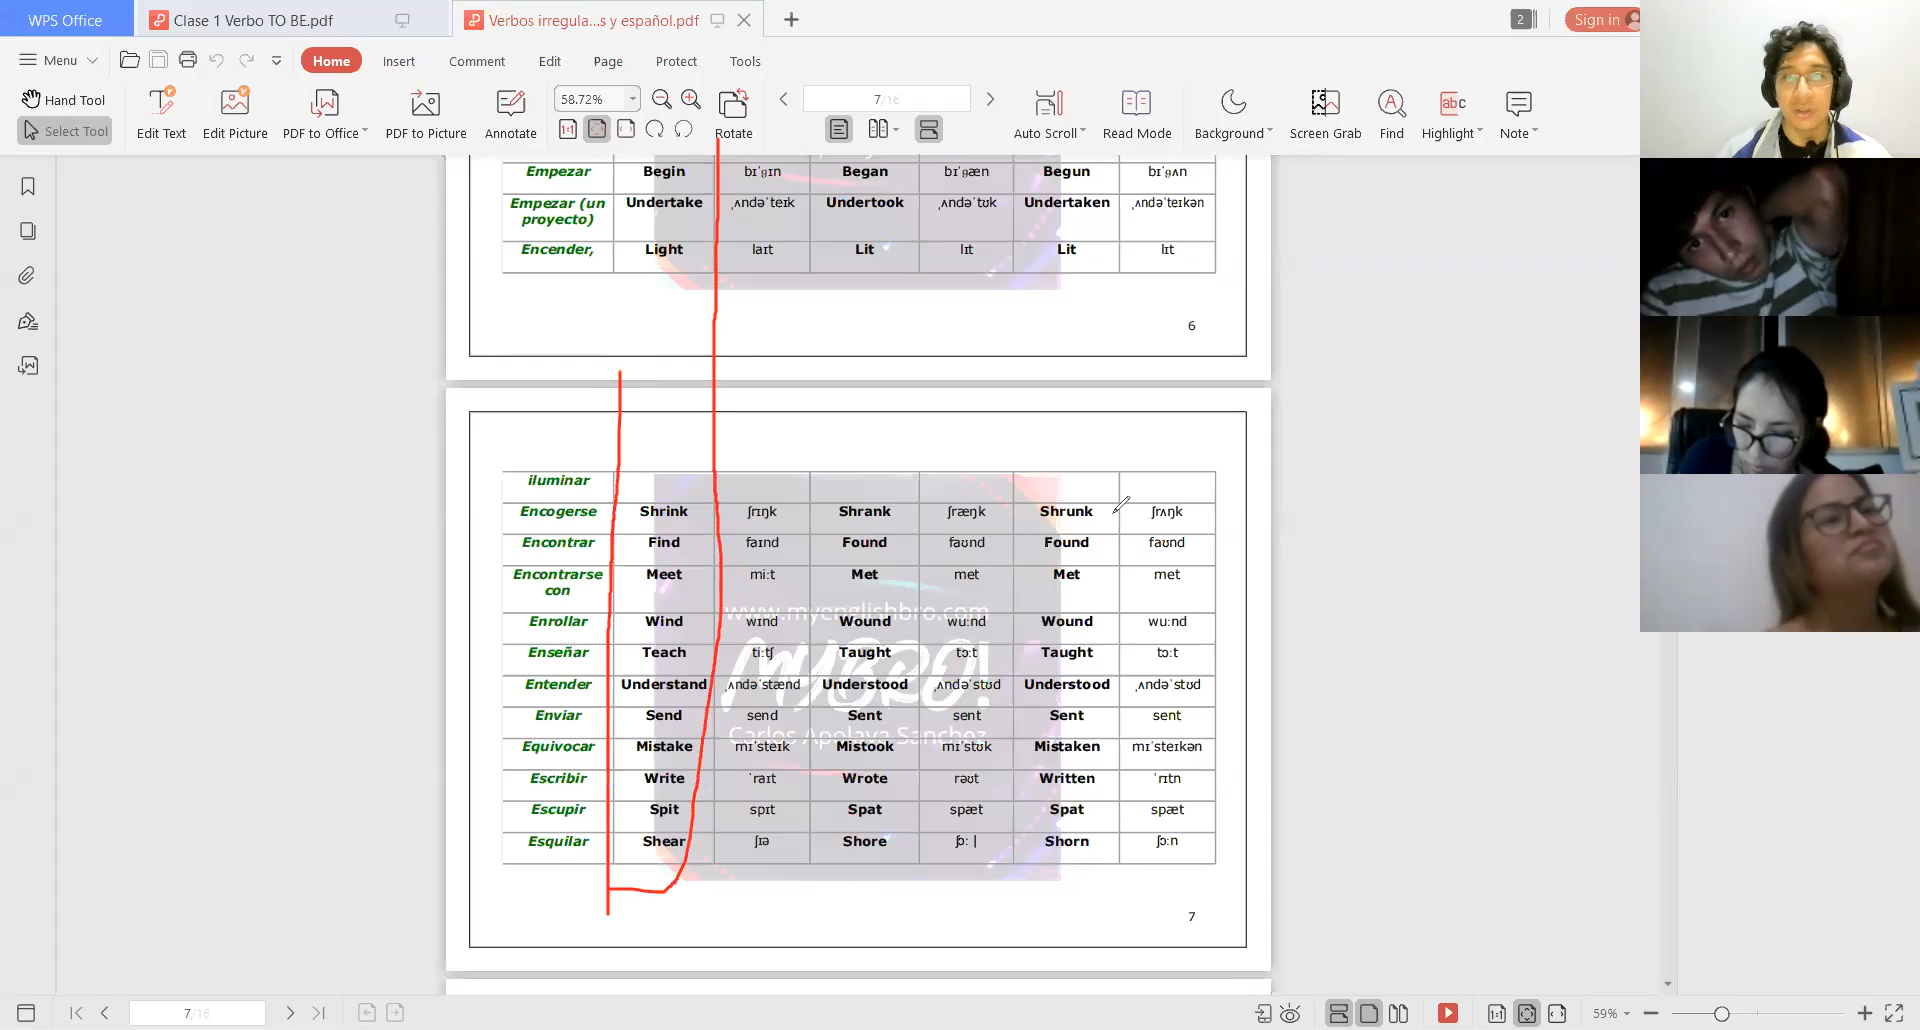 WPS Office
Clase 1 Verbo TO BE.pdf
Verbos irregula...s y español.pdf
2
Sign in
Menu
Home
Insert
Comment
Edit
Page
Protect
Tools
Hand Tool
Select Tool
Edit Text
Edit Picture
PDF to Office
PDF to Picture
Annotate
58.72%
Rotate
7/16
Auto Scroll
Read Mode
Background
Screen Grab
Find
Highlight
Note
Empezar Begin bɪˈgɪn Began bɪˈgæn Begun bɪˈgʌn
Empezar (un proyecto) Undertake ˌʌndəˈteɪk Undertook ˌʌndəˈtʊk Undertaken ˌʌndəˈteɪkən
Encender, Light laɪt Lit lɪt Lit lɪt
6
iluminar
Encogerse Shrink ʃrɪŋk Shrank ʃræŋk Shrunk ʃrʌŋk
Encontrar Find faɪnd Found faʊnd Found faʊnd
Encontrarse con Meet miːt Met met Met met
www.myenglishbro.com
Enrollar Wind wɪnd Wound wuːnd Wound wuːnd
Enseñar Teach tiːtʃ Taught tɔːt Taught tɔːt
MYBRO!
Entender Understand ˌʌndəˈstænd Understood ˌʌndəˈstʊd Understood ˌʌndəˈstʊd
Enviar Send send Sent sent Sent sent
Carlos Apolaya Sanchez
Equivocar Mistake mɪˈsteɪk Mistook mɪˈstʊk Mistaken mɪˈsteɪkən
Escribir Write ˈraɪt Wrote rəʊt Written ˈrɪtn
Escupir Spit spɪt Spat spæt Spat spæt
Esquilar Shear ʃɪə Shore ʃɔː | Shorn ʃɔːn
7
7/16
59%